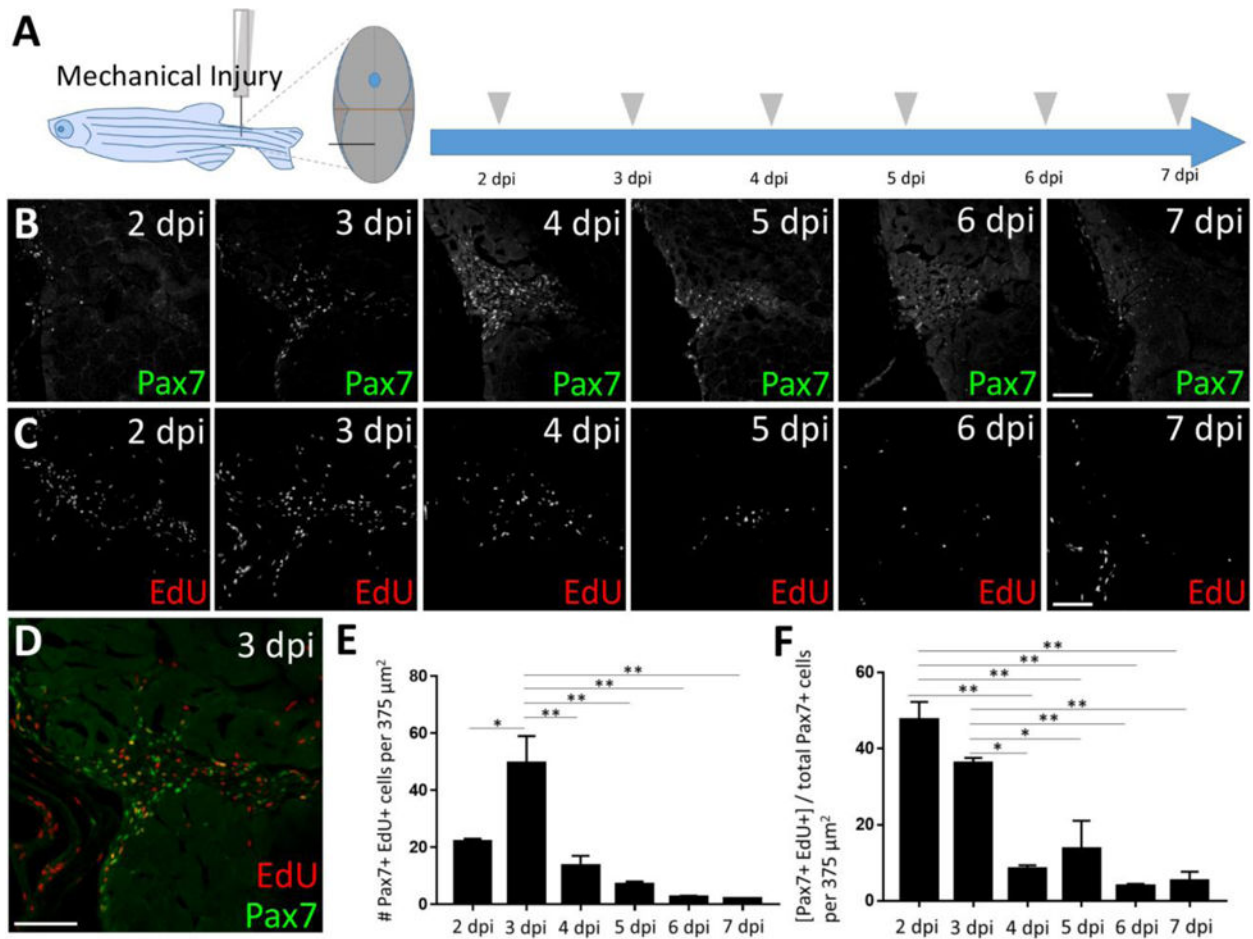 A
Mechanical Injury
2 dpi 3 dpi 4 dpi 5 dpi 6 dpi 7 dpi
B 2 dpi 3 dpi 4 dpi 5 dpi 6 dpi 7 dpi
Pax7 Pax7 Pax7 Pax7 Pax7 Pax7
C 2 dpi 3 dpi 4 dpi 5 dpi 6 dpi 7 dpi
EdU EdU EdU EdU EdU EdU
D 3 dpi
EdU
Pax7
E
# Pax7+ EdU+ cells per 375 µm²
80
60
40
20
0
* ** ** ** **
2 dpi 3 dpi 4 dpi 5 dpi 6 dpi 7 dpi
F
[Pax7+ EdU+] / total Pax7+ cells
per 375 µm²
60
40
20
0
** ** ** ** ** ** * *
2 dpi 3 dpi 4 dpi 5 dpi 6 dpi 7 dpi